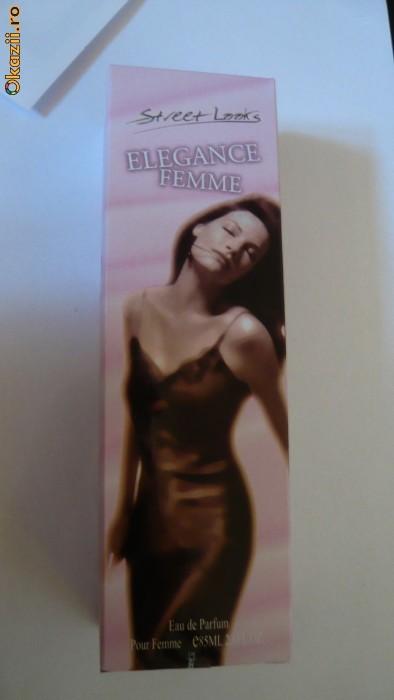 Okazii.ro
Street Looks
ELEGANCE
FEMME
Eau de Parfum
Pour Femme ℮85ML